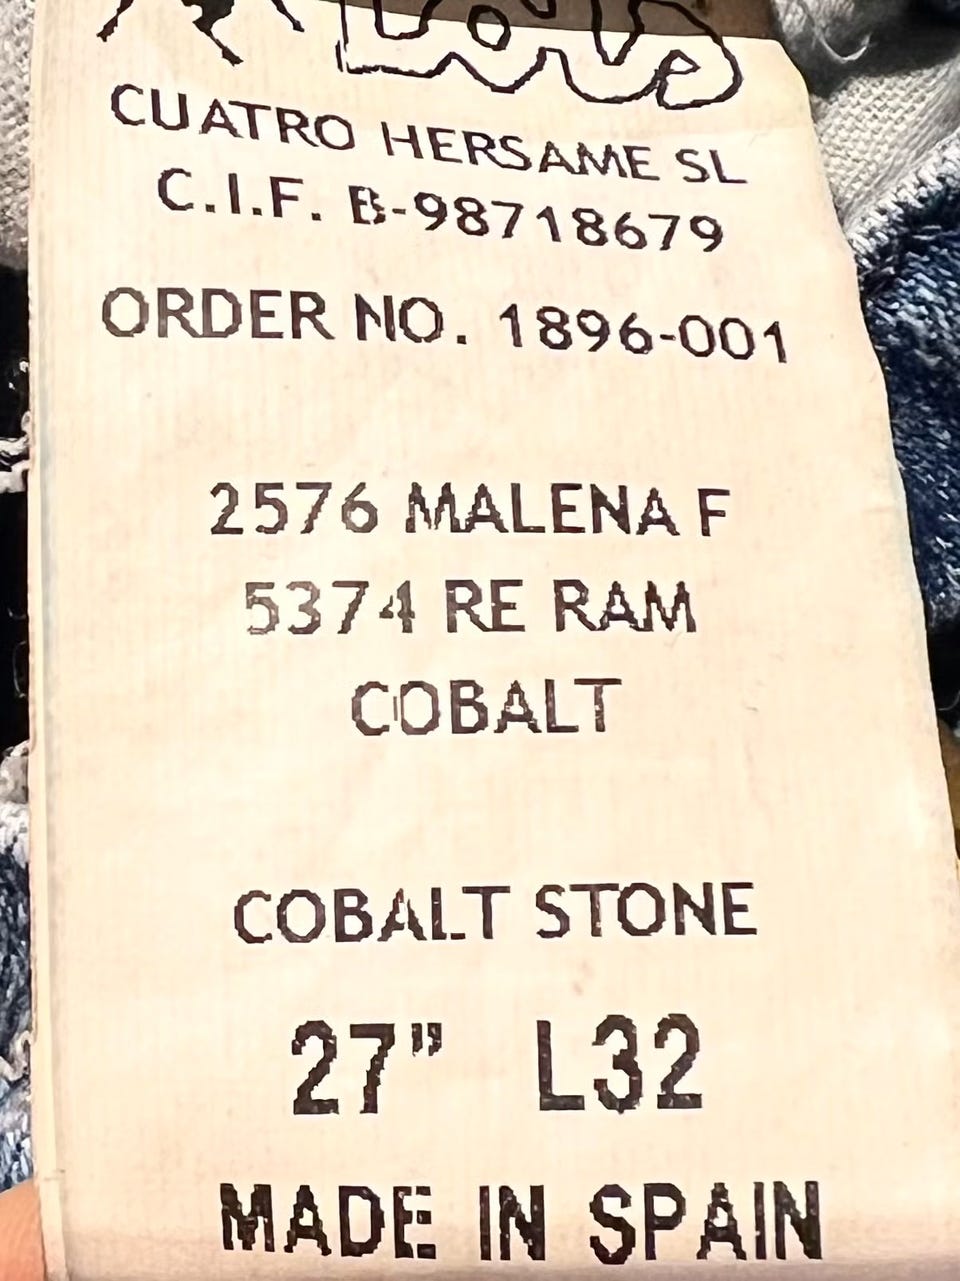 Lois
CUATRO HERSAME SL
C.I.F. B-98718679
ORDER NO. 1896-001
2576 MALENA F
5374 RE RAM
COBALT
COBALT STONE
27” L32
MADE IN SPAIN